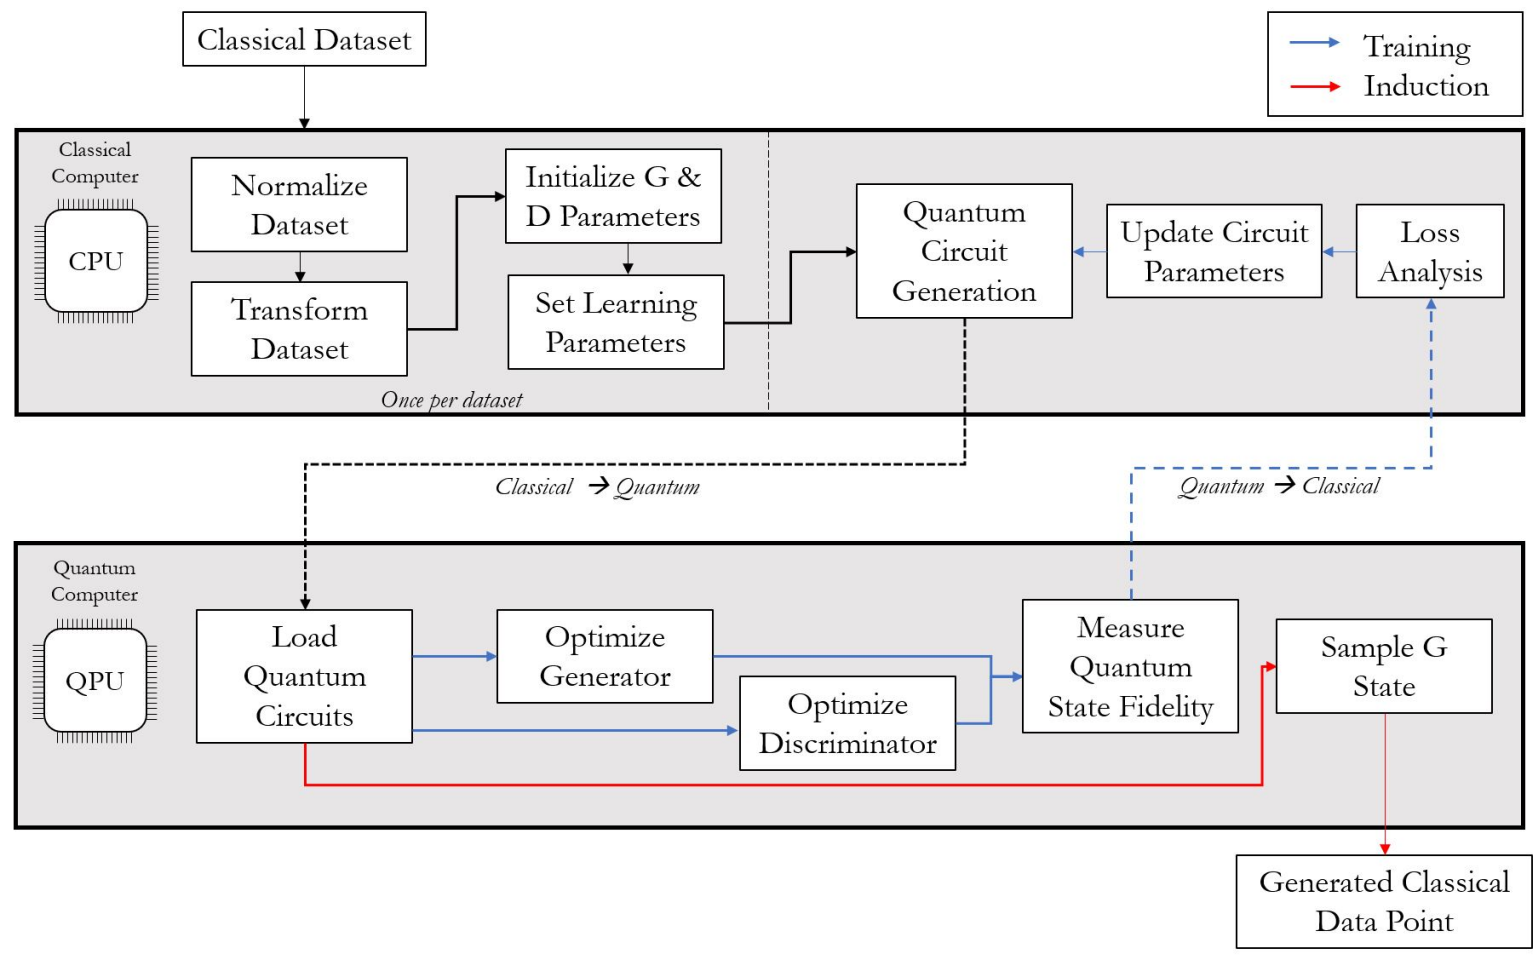 Classical Dataset
Training
Induction
Classical
Computer
CPU
Normalize
Dataset
Transform
Dataset
Initialize G &
D Parameters
Set Learning
Parameters
Once per dataset
Quantum
Circuit
Generation
Update Circuit
Parameters
Loss
Analysis
Classical → Quantum
Quantum → Classical
Quantum
Computer
QPU
Load
Quantum
Circuits
Optimize
Generator
Optimize
Discriminator
Measure
Quantum
State Fidelity
Sample G
State
Generated Classical
Data Point